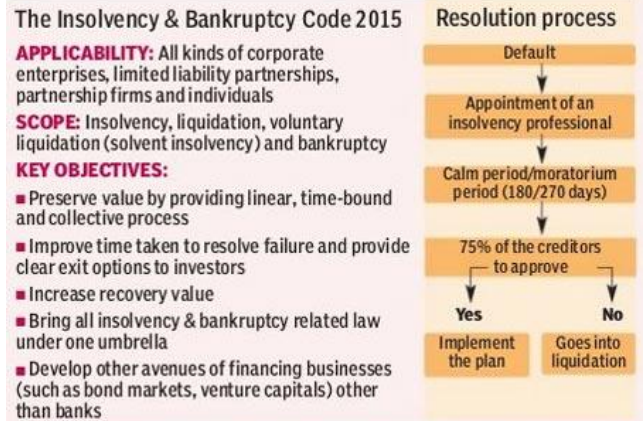 The Insolvency & Bankruptcy Code 2015
APPLICABILITY: All kinds of corporate
enterprises, limited liability partnerships,
partnership firms and individuals
SCOPE: Insolvency, liquidation, voluntary
liquidation (solvent insolvency) and bankruptcy
KEY OBJECTIVES:
■ Preserve value by providing linear, time-bound
and collective process
■ Improve time taken to resolve failure and provide
clear exit options to investors
■ Increase recovery value
■ Bring all insolvency & bankruptcy related law
under one umbrella
■ Develop other avenues of financing businesses
(such as bond markets, venture capitals) other
than banks
Resolution process
Default
Appointment of an
insolvency professional
Calm period/moratorium
period (180/270 days)
75% of the creditors
to approve
Yes
No
Implement
the plan
Goes into
liquidation